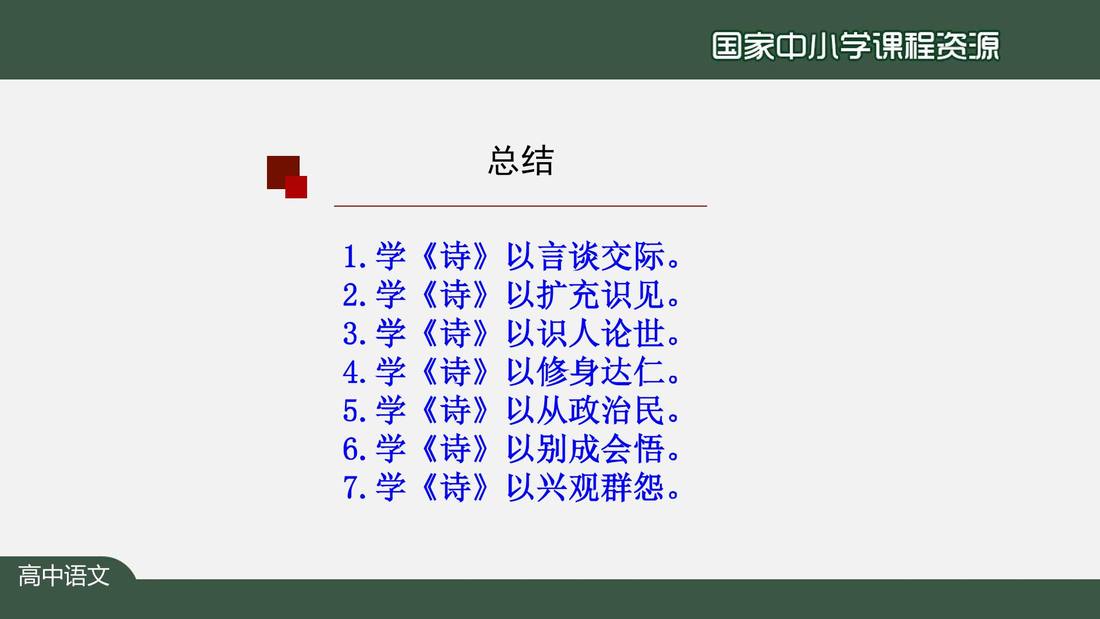 国家中小学课程资源
总结
1.学《诗》以言谈交际。
2.学《诗》以扩充识见。
3.学《诗》以识人论世。
4.学《诗》以修身达仁。
5.学《诗》以从政治民。
6.学《诗》以别成会悟。
7.学《诗》以兴观群怨。
高中语文